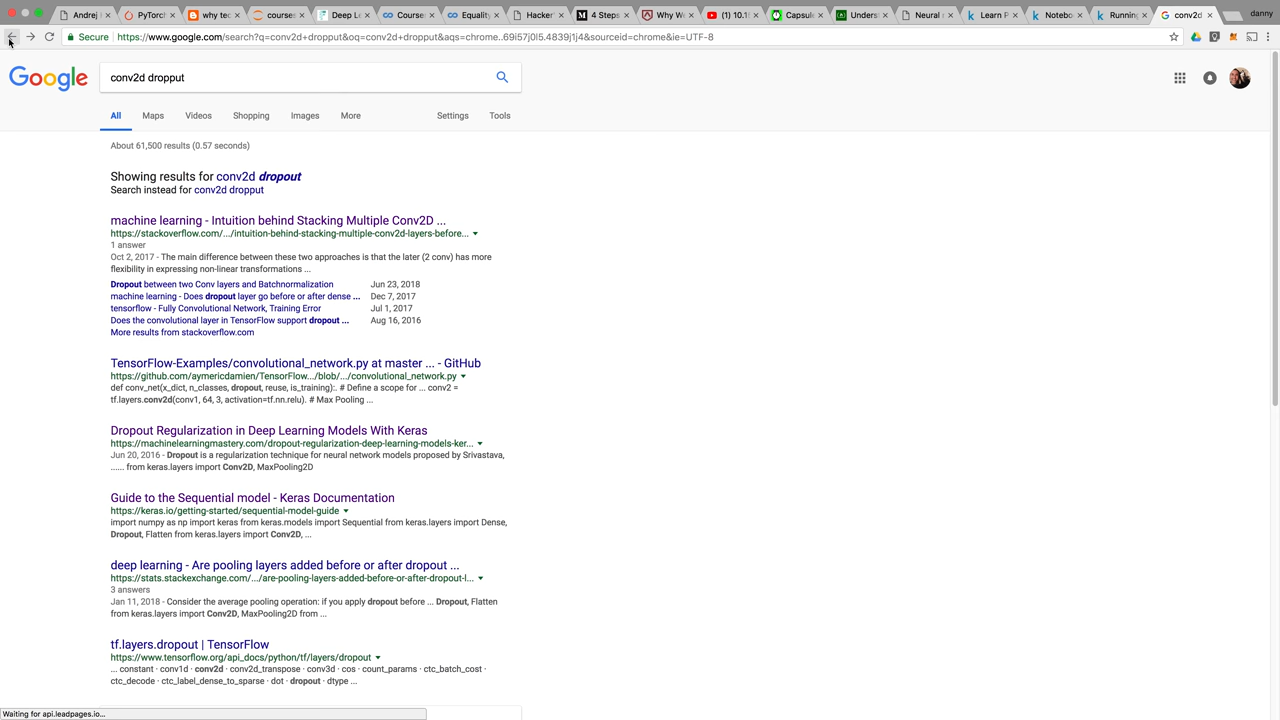 Andrej K
PyTorch
why tec
courses
Deep Le
Course
Equality
Hacker
4 Steps
Why We
(1) 10.1
Capsule
Unders
Neural
Learn P
Notebo
Running
conv2d
danny
Secure
https://www.google.com/search?q=conv2d+dropput&oq=conv2d+dropput&aqs=chrome..69i57j0l5.4839j1j4&sourceid=chrome&ie=UTF-8
Google
conv2d dropput
All Maps Videos Shopping Images More Settings Tools
About 61,500 results (0.57 seconds)
Showing results for conv2d dropout
Search instead for conv2d dropput
machine learning - Intuition behind Stacking Multiple Conv2D ...
https://stackoverflow.com/.../intuition-behind-stacking-multiple-conv2d-layers-before...
1 answer
Oct 2, 2017 - The main difference between these two approaches is that the later (2 conv) has more
flexibility in expressing non-linear transformations ...
Dropout between two Conv layers and Batchnormalization Jun 23, 2018
machine learning - Does dropout layer go before or after dense ... Dec 7, 2017
tensorflow - Fully Convolutional Network, Training Error Jul 1, 2017
Does the convolutional layer in TensorFlow support dropout ... Aug 16, 2016
More results from stackoverflow.com
TensorFlow-Examples/convolutional_network.py at master ... - GitHub
https://github.com/aymericdamien/TensorFlow.../blob/.../convolutional_network.py
def conv_net(x_dict, n_classes, dropout, reuse, is_training):. # Define a scope for ... conv2 =
tf.layers.conv2d(conv1, 64, 3, activation=tf.nn.relu). # Max Pooling ...
Dropout Regularization in Deep Learning Models With Keras
https://machinelearningmastery.com/dropout-regularization-deep-learning-models-ker...
Jun 20, 2016 - Dropout is a regularization technique for neural network models proposed by Srivastava,
...... from keras.layers import Conv2D, MaxPooling2D
Guide to the Sequential model - Keras Documentation
https://keras.io/getting-started/sequential-model-guide
import numpy as np import keras from keras.models import Sequential from keras.layers import Dense,
Dropout, Flatten from keras.layers import Conv2D, ...
deep learning - Are pooling layers added before or after dropout ...
https://stats.stackexchange.com/.../are-pooling-layers-added-before-or-after-dropout-l...
3 answers
Jan 11, 2018 - Consider the average pooling operation: if you apply dropout before ... Dropout, Flatten
from keras.layers import Conv2D, MaxPooling2D from ...
tf.layers.dropout | TensorFlow
https://www.tensorflow.org/api_docs/python/tf/layers/dropout
... constant · conv1d · conv2d · conv2d_transpose · conv3d · cos · count_params · ctc_batch_cost ·
ctc_decode · ctc_label_dense_to_sparse · dot · dropout · dtype ...
Waiting for api.leadpages.io...